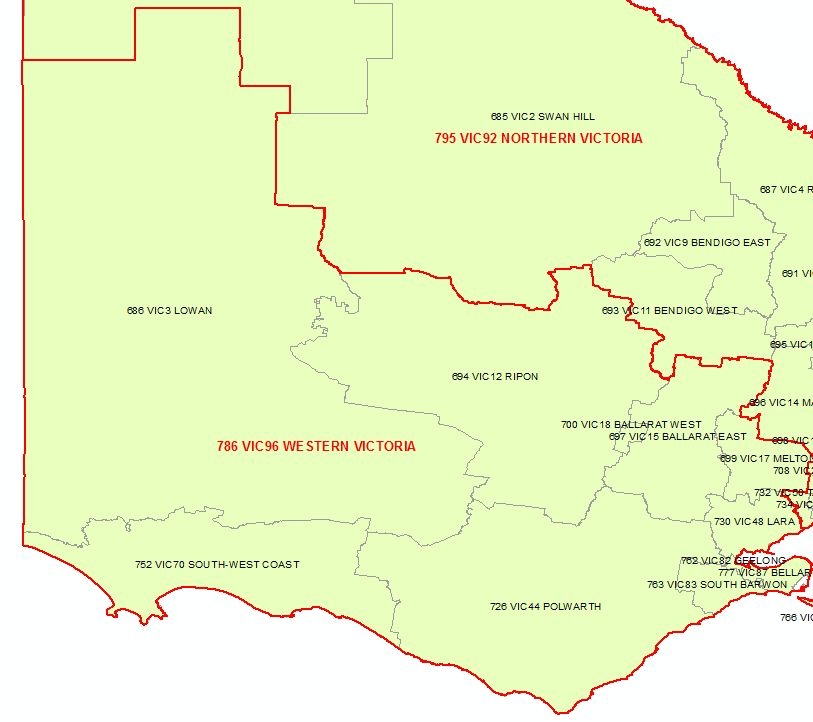 685 VIC2 SWAN HILL
795 VIC92 NORTHERN VICTORIA
687 VIC4 R
692 VIC9 BENDIGO EAST
691 VI
686 VIC3 LOWAN
693 VIC11 BENDIGO WEST
695 VIC1
694 VIC12 RIPON
696 VIC14 MA
700 VIC18 BALLARAT WEST
697 VIC15 BALLARAT EAST
698 VIC1
786 VIC96 WESTERN VICTORIA
699 VIC17 MELTO
708 VIC2
732 VIC50 T
734 VIC
730 VIC48 LARA
762 VIC82 GEELONG
752 VIC70 SOUTH-WEST COAST
777 VIC87 BELLAR
763 VIC83 SOUTH BARWON
726 VIC44 POLWARTH
766 VIC